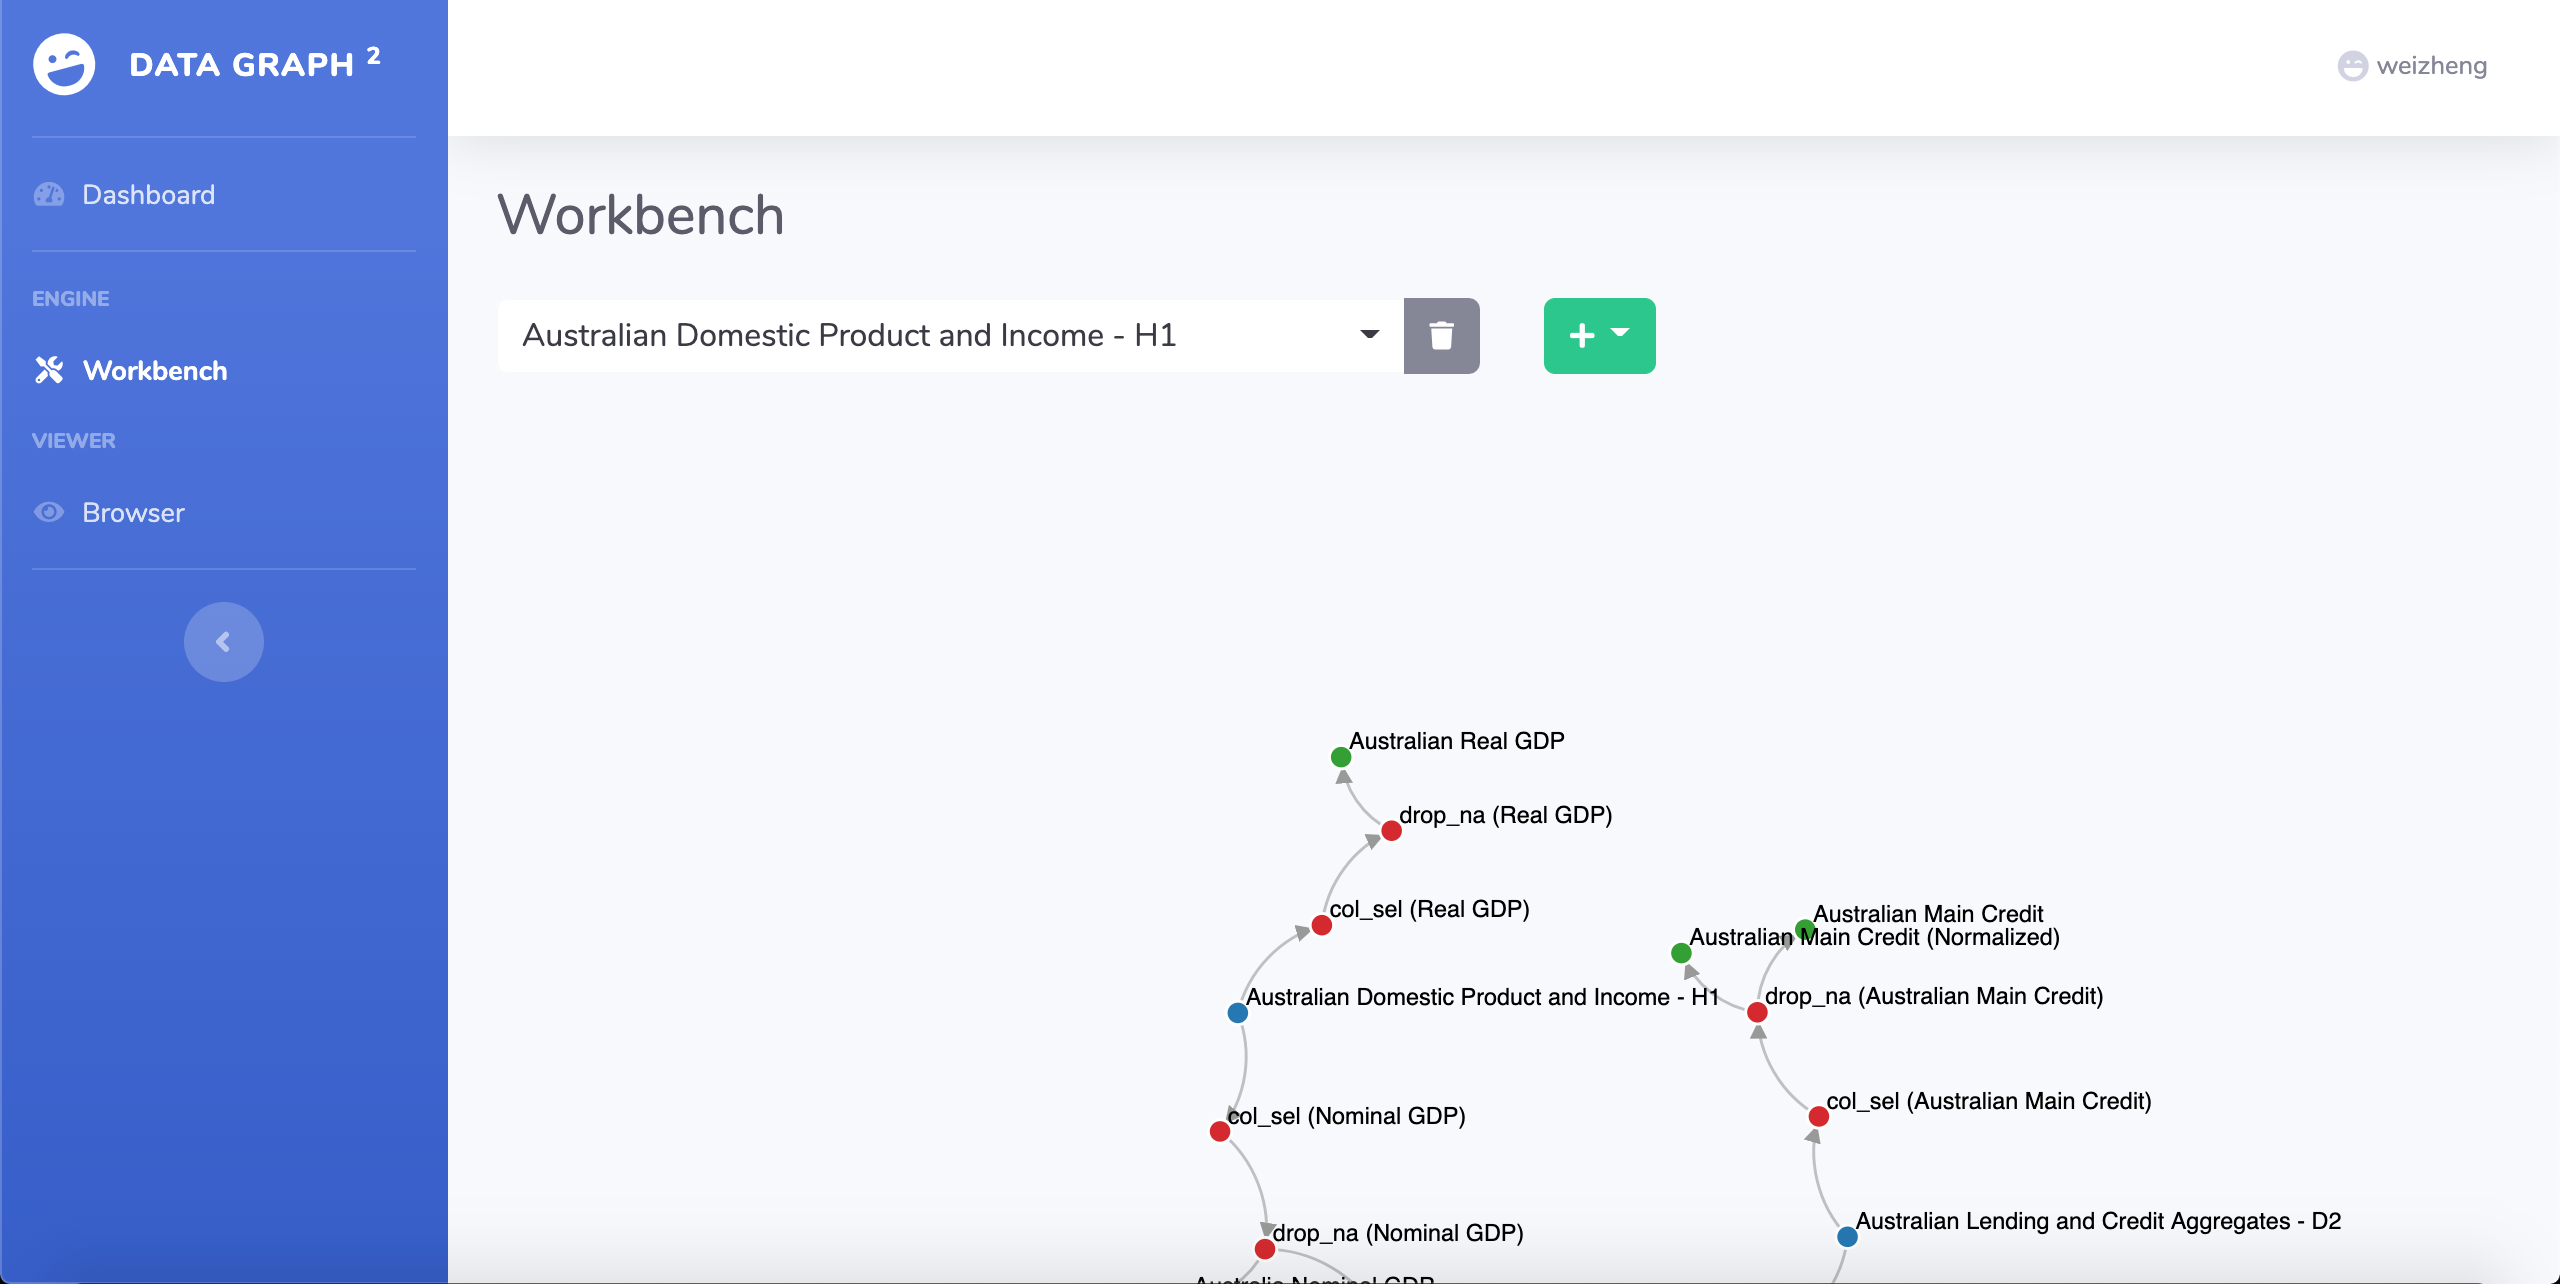 DATA GRAPH 2
weizheng
Dashboard
Workbench
ENGINE
Australian Domestic Product and Income - H1
Workbench
VIEWER
Browser
Australian Real GDP
drop_na (Real GDP)
col_sel (Real GDP)
Australian Main Credit
Australian Main Credit (Normalized)
Australian Domestic Product and Income - H1
drop_na (Australian Main Credit)
col_sel (Australian Main Credit)
col_sel (Nominal GDP)
Australian Lending and Credit Aggregates - D2
drop_na (Nominal GDP)
Australia Nominal GDP